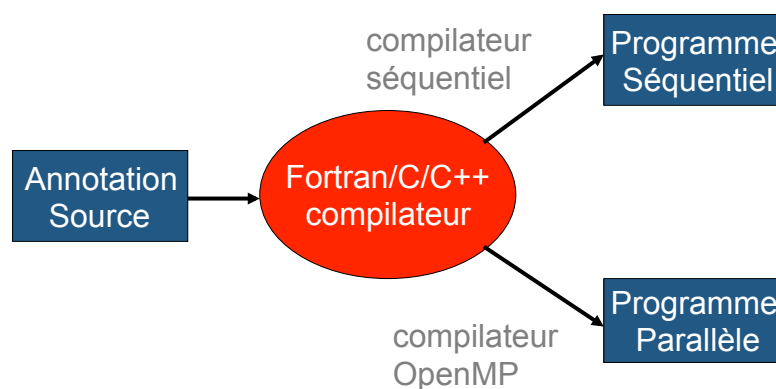 Annotation
Source
Fortran/C/C++
compilateur
compilateur
séquentiel
Programme
Séquentiel
compilateur
OpenMP
Programme
Parallèle